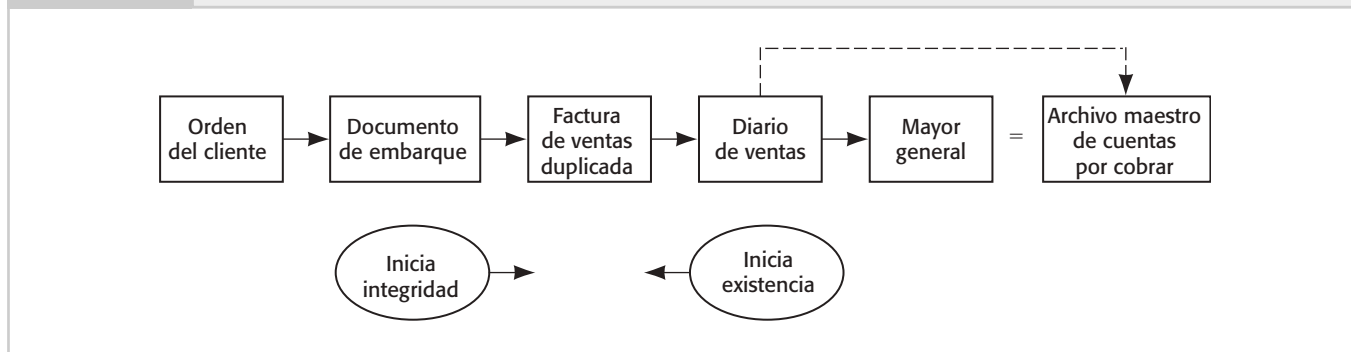 Orden
del cliente
Documento
de embarque
Factura
de ventas
duplicada
Diario
de ventas
Mayor
general
=
Archivo maestro
de cuentas
por cobrar
Inicia
integridad
Inicia
existencia